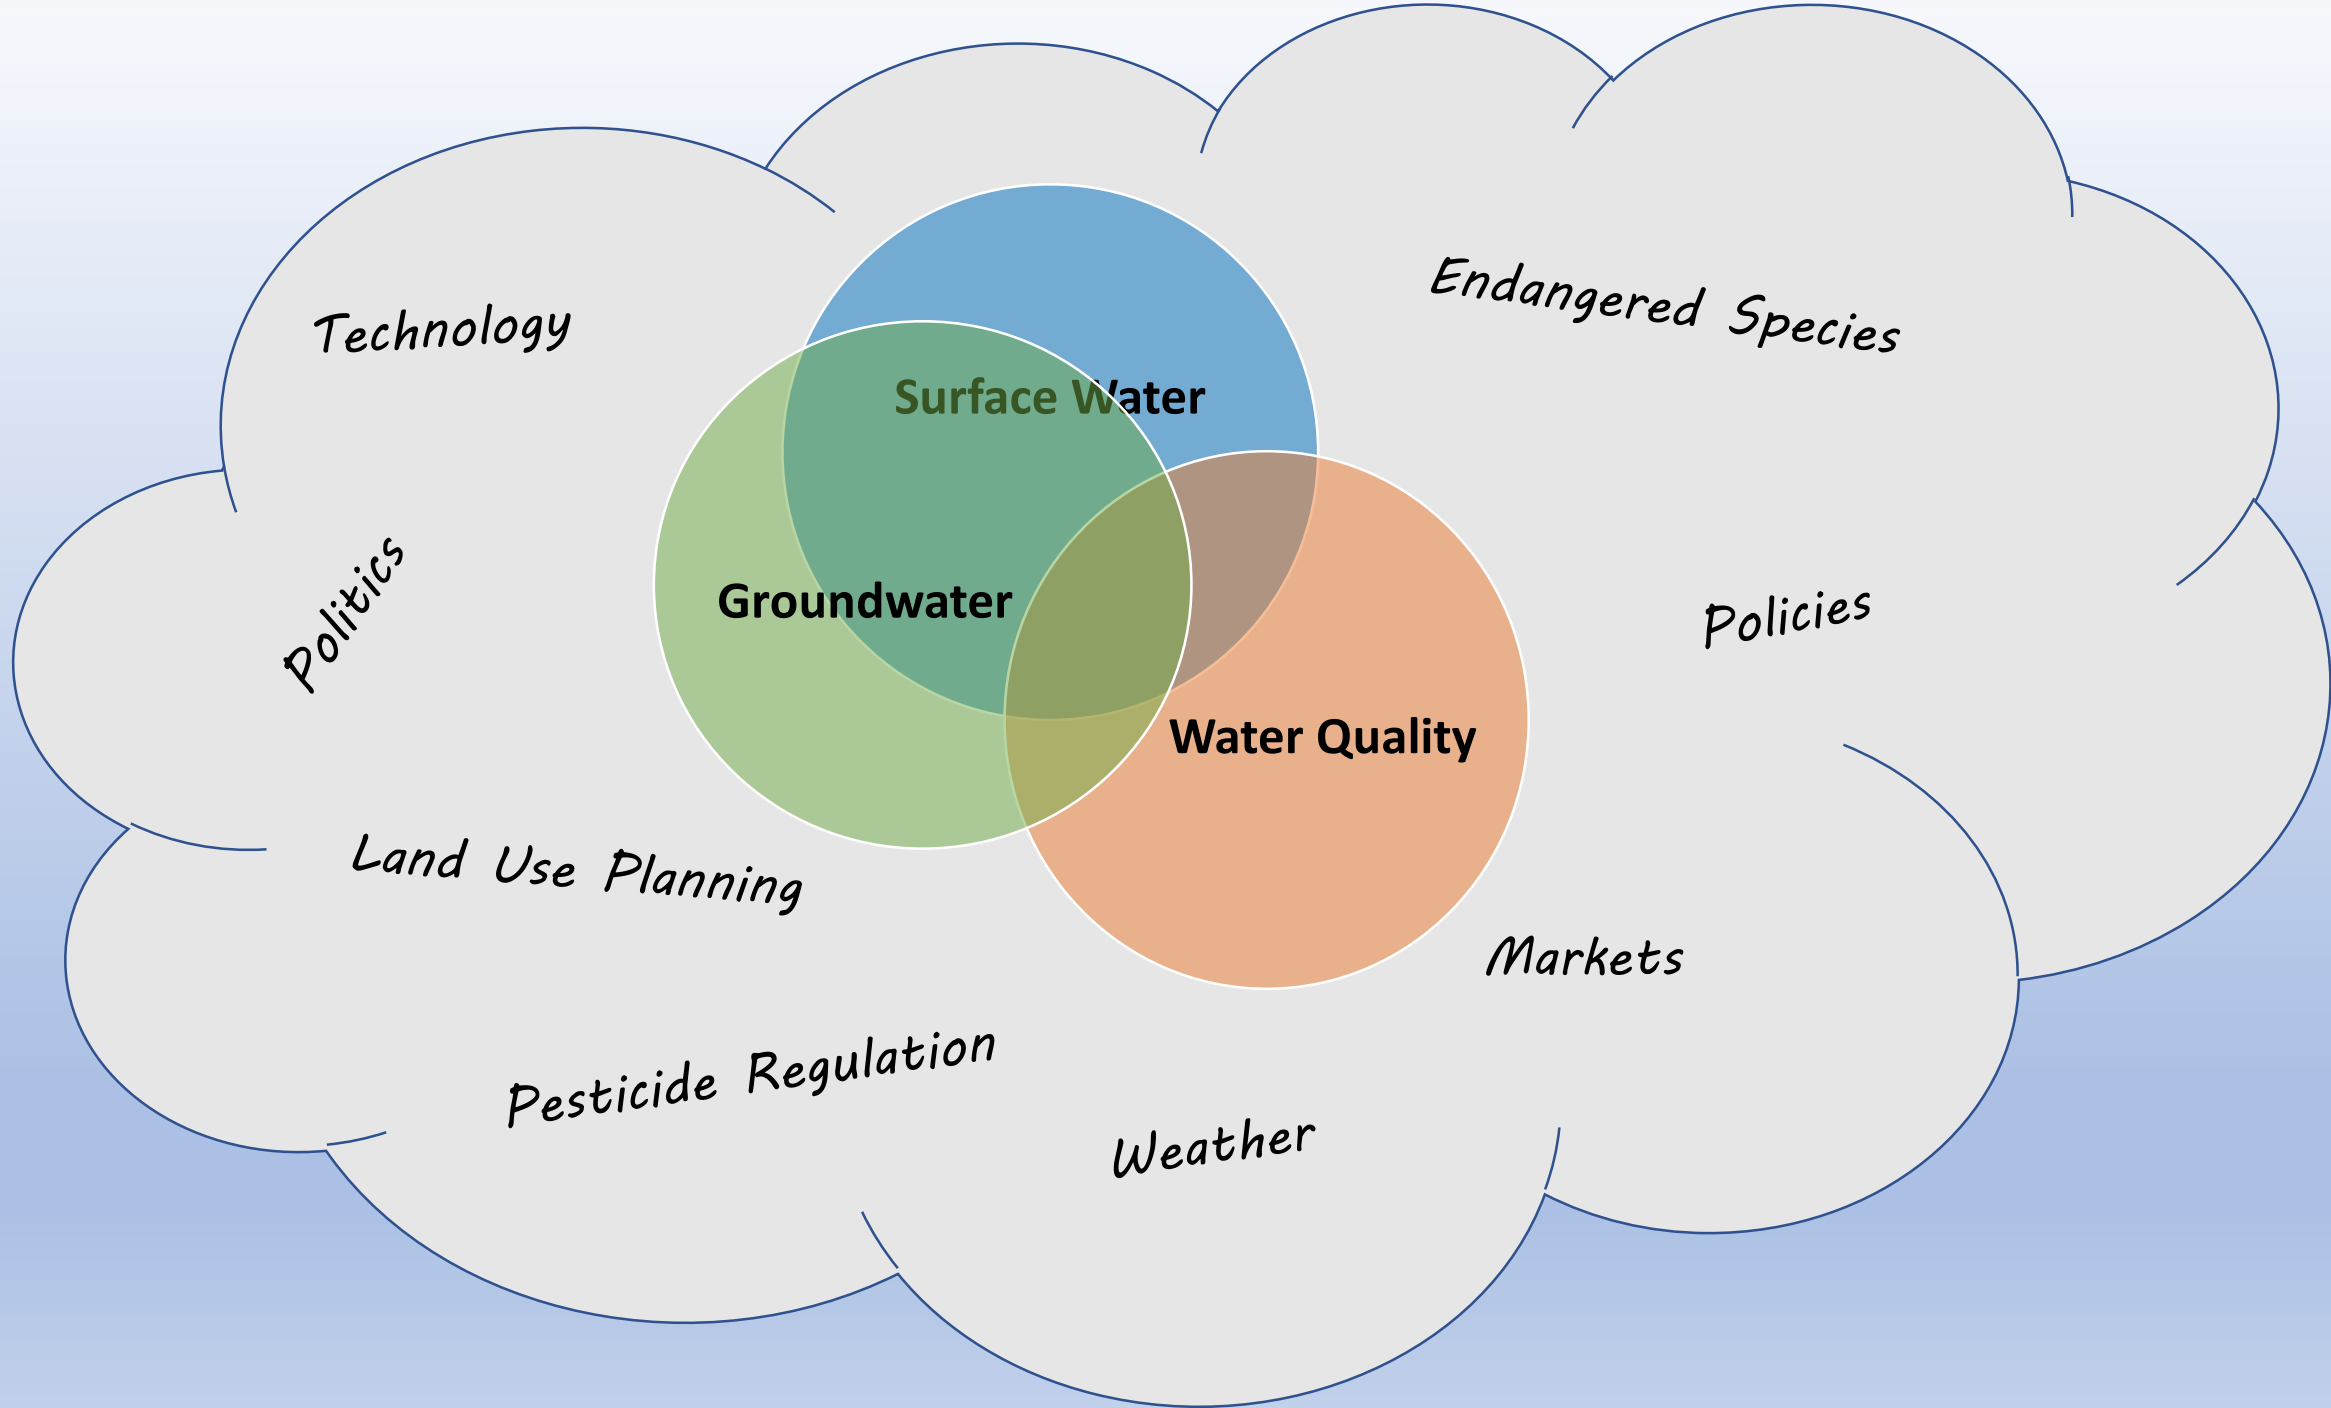 Endangered Species
Technology
Surface Water
Politics
Groundwater
Policies
Water Quality
Land Use Planning
Markets
Pesticide Regulation
Weather